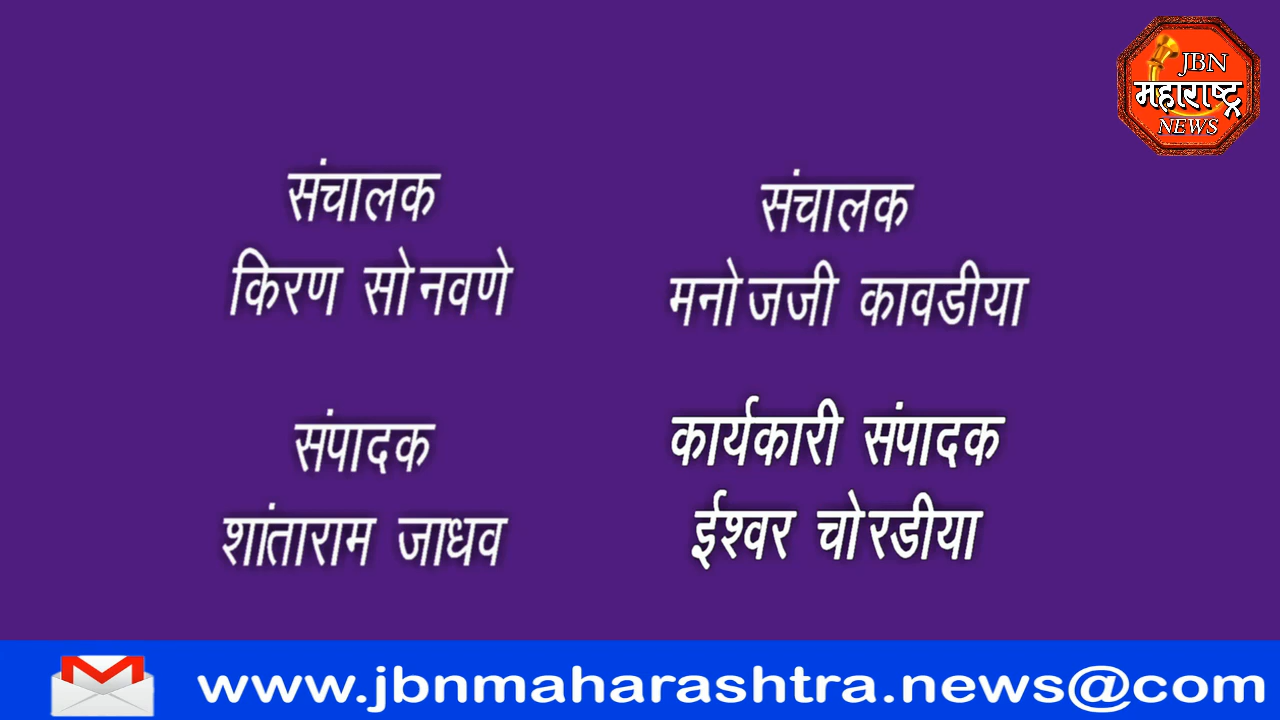 JBN
महाराष्ट्र
NEWS
संचालक
किरण सोनवणे
संचालक
मनोजजी कावडीया
संपादक
शांताराम जाधव
कार्यकारी संपादक
ईश्वर चोरडीया
www.jbnmaharashtra.news@com